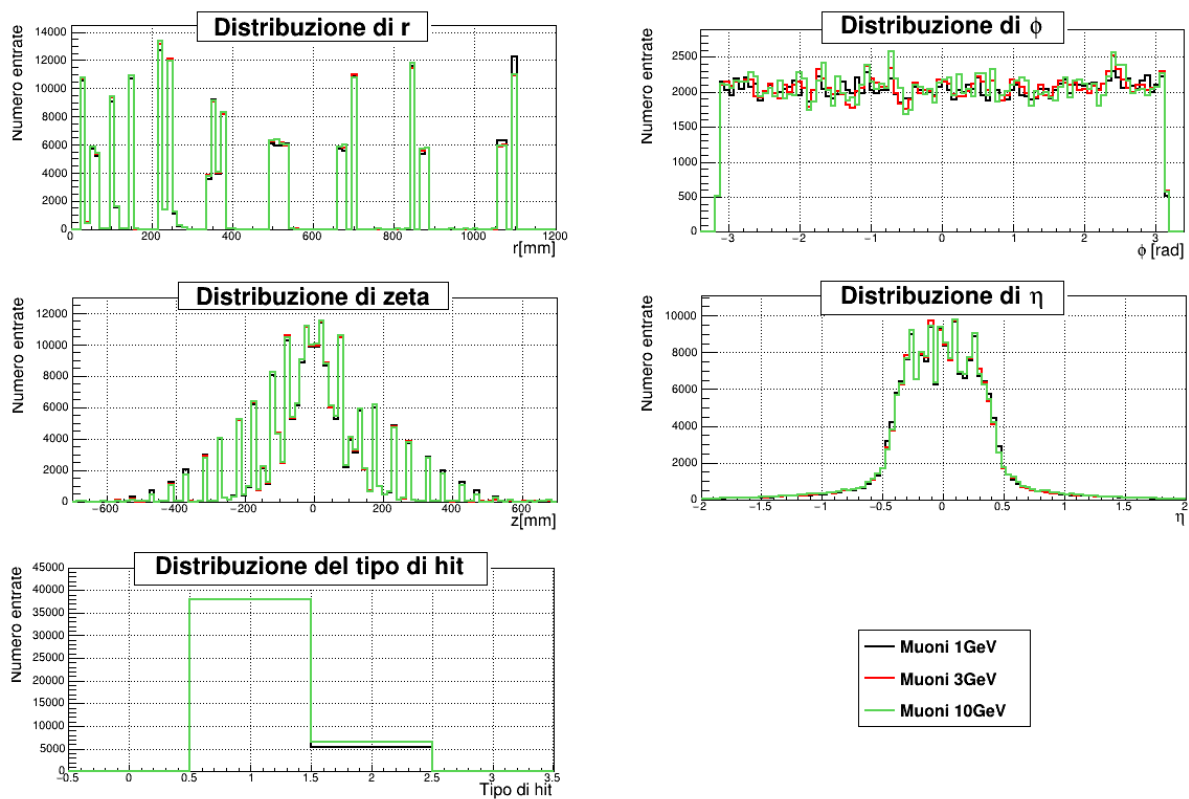 Distribuzione di r
Numero entrate
14000
12000
10000
8000
6000
4000
2000
0
0 200 400 600 800 1000 1200
r[mm]
Distribuzione di ϕ
Numero entrate
2500
2000
1500
1000
500
0
−3 −2 −1 0 1 2 3
ϕ [rad]
Distribuzione di zeta
Numero entrate
12000
10000
8000
6000
4000
2000
0
−600 −400 −200 0 200 400 600
z[mm]
Distribuzione di η
Numero entrate
10000
8000
6000
4000
2000
0
−2 −1.5 −1 −0.5 0 0.5 1 1.5 2
η
Distribuzione del tipo di hit
Numero entrate
45000
40000
35000
30000
25000
20000
15000
10000
5000
0
−0.5 0 0.5 1 1.5 2 2.5 3 3.5
Tipo di hit
Muoni 1GeV
Muoni 3GeV
Muoni 10GeV